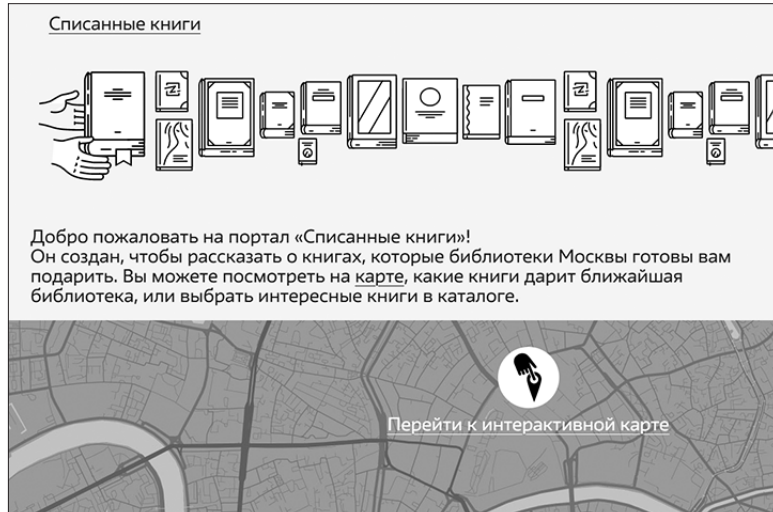 Списанные книги
Добро пожаловать на портал «Списанные книги»!
Он создан, чтобы рассказать о книгах, которые библиотеки Москвы готовы вам
подарить. Вы можете посмотреть на карте, какие книги дарит ближайшая
библиотека, или выбрать интересные книги в каталоге.
Перейти к интерактивной карте